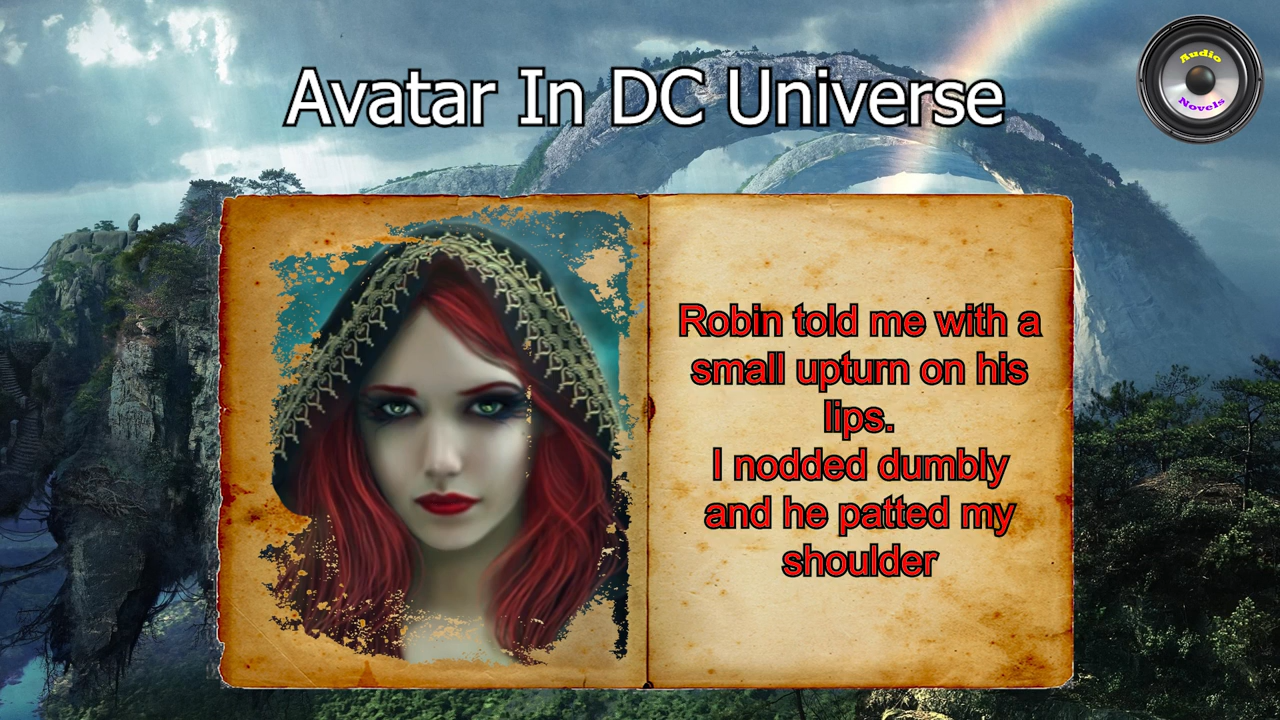 Avatar In DC Universe
Audio
Novels
Robin told me with a
small upturn on his
lips.
I nodded dumbly
and he patted my
shoulder